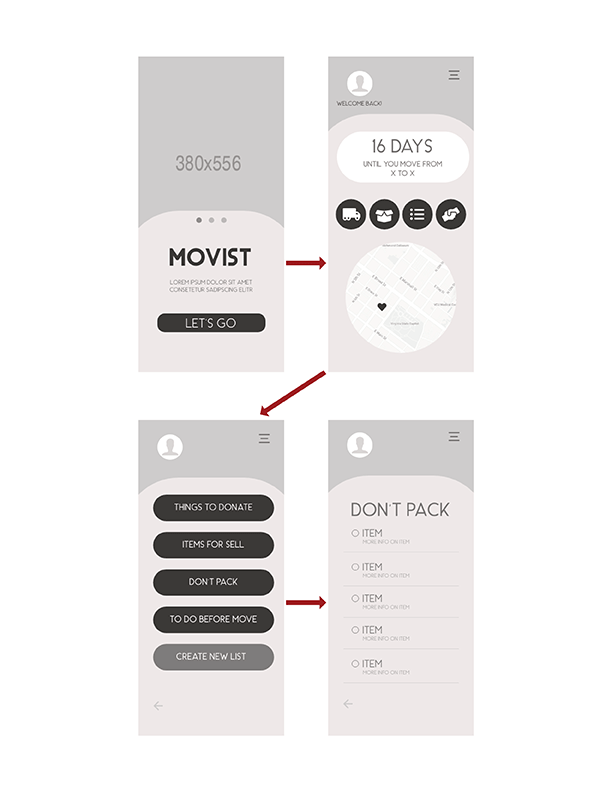 380x556
MOVIST
LOREM IPSUM DOLOR SIT AMET
CONSETETUR SADIPSCING ELITR
LET'S GO
WELCOME BACK!
16 DAYS
UNTIL YOU MOVE FROM
X TO X
THINGS TO DONATE
ITEMS FOR SELL
DON'T PACK
TO DO BEFORE MOVE
CREATE NEW LIST
DON'T PACK
ITEM
MORE INFO ON ITEM
ITEM
MORE INFO ON ITEM
ITEM
MORE INFO ON ITEM
ITEM
MORE INFO ON ITEM
ITEM
MORE INFO ON ITEM